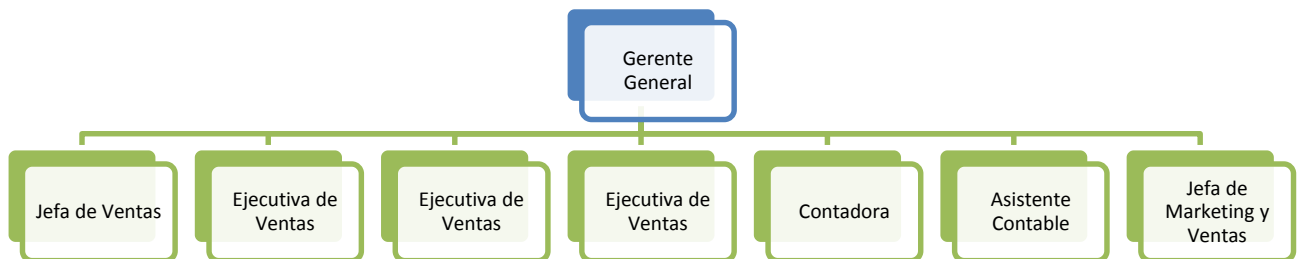 Gerente
General
Jefa de Ventas
Ejecutiva de
Ventas
Ejecutiva de
Ventas
Ejecutiva de
Ventas
Contadora
Asistente
Contable
Jefa de
Marketing y
Ventas